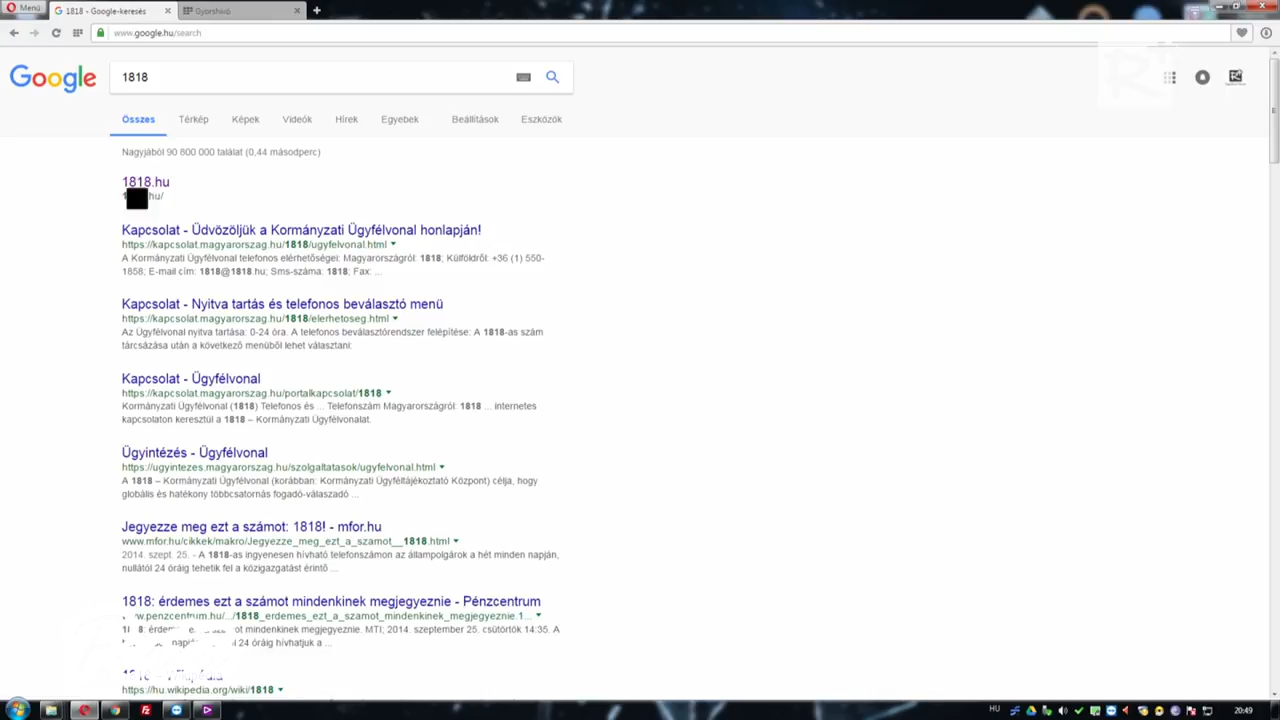 Menü
1818 - Google-keresés
Gyorshívó
www.google.hu/search
Google
1818
Összes Térkép Képek Videók Hírek Egyebek Beállítások Eszközök
Nagyjából 90 800 000 találat (0,44 másodperc)
1818.hu
hu/
Kapcsolat - Üdvözöljük a Kormányzati Ügyfélvonal honlapján!
https://kapcsolat.magyarorszag.hu/1818/ugyfelvonal.html
A Kormányzati Ügyfélvonal telefonos elérhetőségei: Magyarországról: 1818; Külföldről: +36 (1) 550-
1858; E-mail cím: 1818@1818.hu; Sms-száma: 1818; Fax: ...
Kapcsolat - Nyitva tartás és telefonos beválasztó menü
https://kapcsolat.magyarorszag.hu/1818/elerhetoseg.html
Az Ügyfélvonal nyitva tartása: 0-24 óra. A telefonos beválasztórendszer felépítése: A 1818-as szám
tárcsázása után a következő menüből lehet választani:
Kapcsolat - Ügyfélvonal
https://kapcsolat.magyarorszag.hu/portalkapcsolat/1818
Kormányzati Ügyfélvonal (1818) Telefonos és ... Telefonszám Magyarországról: 1818 ... internetes
kapcsolaton keresztül a 1818 – Kormányzati Ügyfélvonalat.
Ügyintézés - Ügyfélvonal
https://ugyintezes.magyarorszag.hu/szolgaltatasok/ugyfelvonal.html
A 1818 – Kormányzati Ügyfélvonal (korábban: Kormányzati Ügyféltájékoztató Központ) célja, hogy
globális és hatékony többcsatornás fogadó-válaszadó ...
Jegyezze meg ezt a számot: 1818! - mfor.hu
www.mfor.hu/cikkek/makro/Jegyezze_meg_ezt_a_szamot__1818.html
2014. szept. 25. - A 1818-as ingyenesen hívható telefonszámon az állampolgárok a hét minden napján,
nullától 24 óráig tehetik fel a közigazgatást érintő ...
1818: érdemes ezt a számot mindenkinek megjegyeznie - Pénzcentrum
www.penzcentrum.hu/.../1818_erdemes_ezt_a_szamot_mindenkinek_megjegyeznie.1...
mindenkinek megjegyeznie. MTI; 2014. szeptember 25. csütörtök 14:35. A
24 óráig hívhatjuk a ...
https://hu.wikipedia.org/wiki/1818
HU
20:49